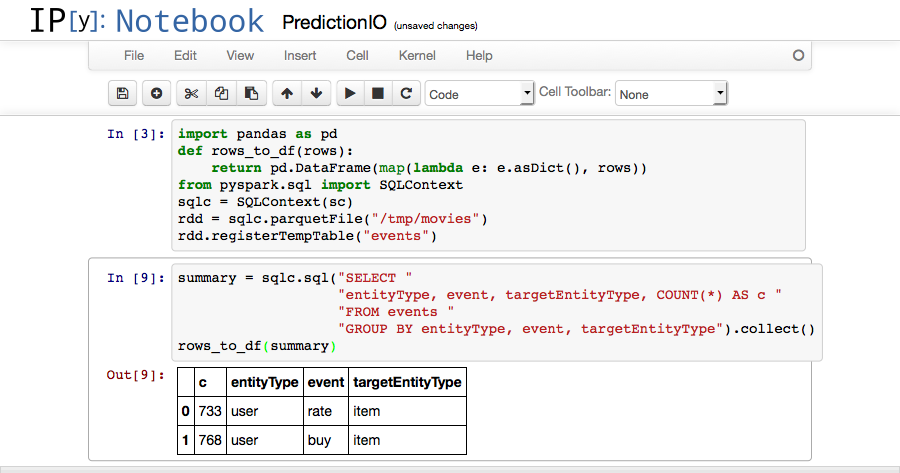 IP[y]: Notebook PredictionIO (unsaved changes)
File Edit View Insert Cell Kernel Help
Code Cell Toolbar: None
In [3]: import pandas as pd
def rows_to_df(rows):
    return pd.DataFrame(map(lambda e: e.asDict(), rows))
from pyspark.sql import SQLContext
sqlc = SQLContext(sc)
rdd = sqlc.parquetFile("/tmp/movies")
rdd.registerTempTable("events")
In [9]: summary = sqlc.sql("SELECT "
"entityType, event, targetEntityType, COUNT(*) AS c "
"FROM events "
"GROUP BY entityType, event, targetEntityType").collect()
rows_to_df(summary)
Out[9]:
c entityType event targetEntityType
0 733 user rate item
1 768 user buy item